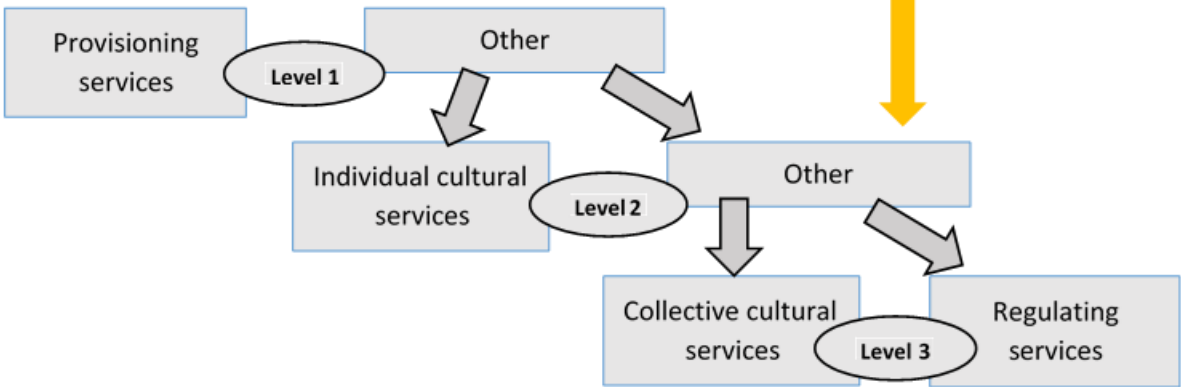 Provisioning
services
Level 1
Other
Individual cultural
services
Level 2
Other
Collective cultural
services
Level 3
Regulating
services